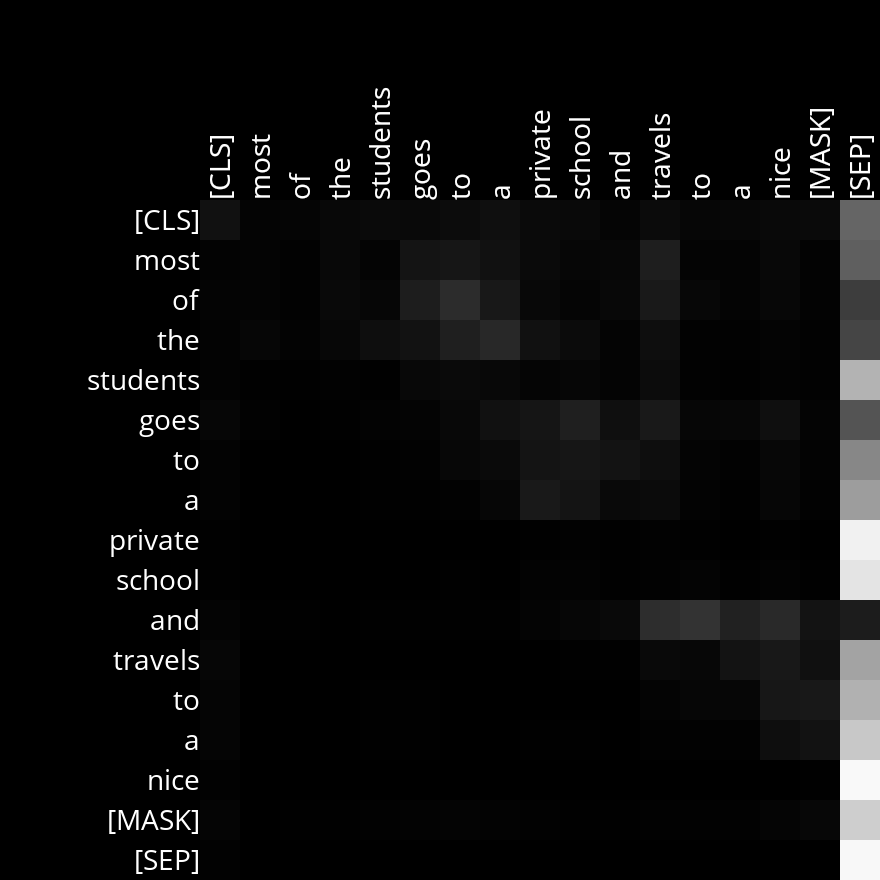 [CLS] most of the students goes to a private school and travels to a nice [MASK] [SEP]
[CLS]
most
of
the
students
goes
to
a
private
school
and
travels
to
a
nice
[MASK]
[SEP]